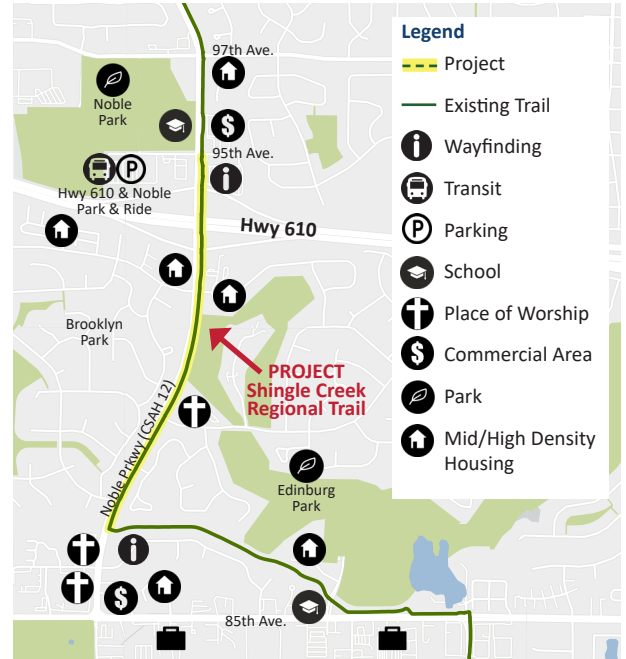 97th Ave.
Noble
Park
95th Ave.
P
Hwy 610 & Noble
Park & Ride
$
i
Hwy 610
Brooklyn
Park
PROJECT
Shingle Creek
Regional Trail
Noble Prkwy (CSAH 12)
Edinburg
Park
i
$
85th Ave.
Legend
Project
Existing Trail
i Wayfinding
Transit
P Parking
School
Place of Worship
$ Commercial Area
Park
Mid/High Density
Housing